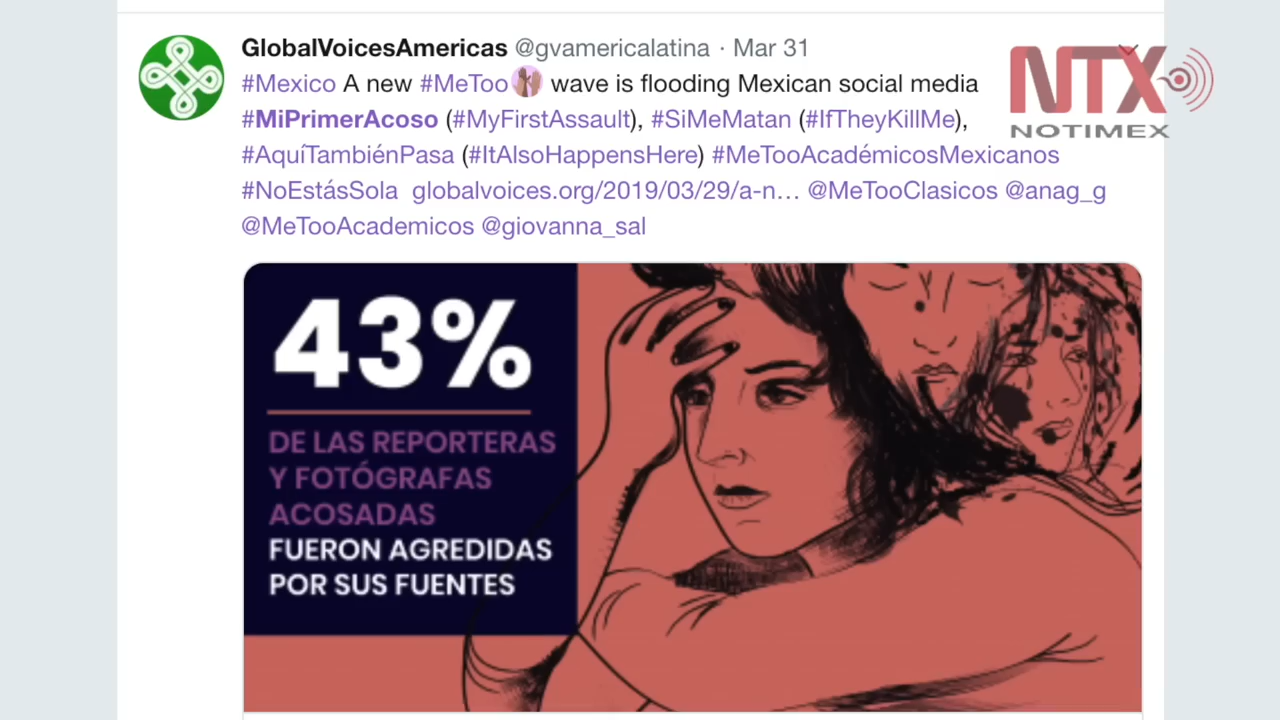 GlobalVoicesAmericas @gvamericalatina · Mar 31
#Mexico A new #MeToo wave is flooding Mexican social media
#MiPrimerAcoso (#MyFirstAssault), #SiMeMatan (#IfTheyKillMe),
#AquíTambiénPasa (#ItAlsoHappensHere) #MeTooAcadémicosMexicanos
#NoEstásSola globalvoices.org/2019/03/29/a-n… @MeTooClasicos @anag_g
@MeTooAcademicos @giovanna_sal
NTX
NOTIMEX
43%
DE LAS REPORTERAS
Y FOTÓGRAFAS
ACOSADAS
FUERON AGREDIDAS
POR SUS FUENTES